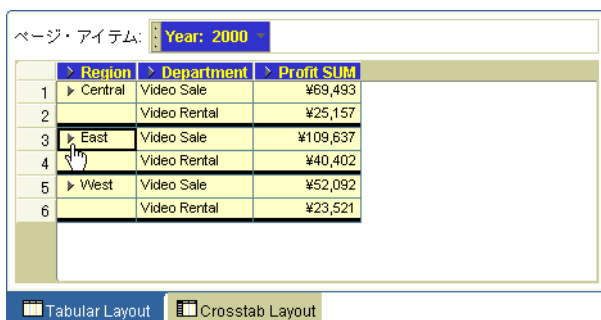 ページ・アイテム: Year: 2000
Region Department Profit SUM
1 Central Video Sale ¥69,493
2 Video Rental ¥25,157
3 East Video Sale ¥109,637
4 Video Rental ¥40,402
5 West Video Sale ¥52,092
6 Video Rental ¥23,521
Tabular Layout Crosstab Layout